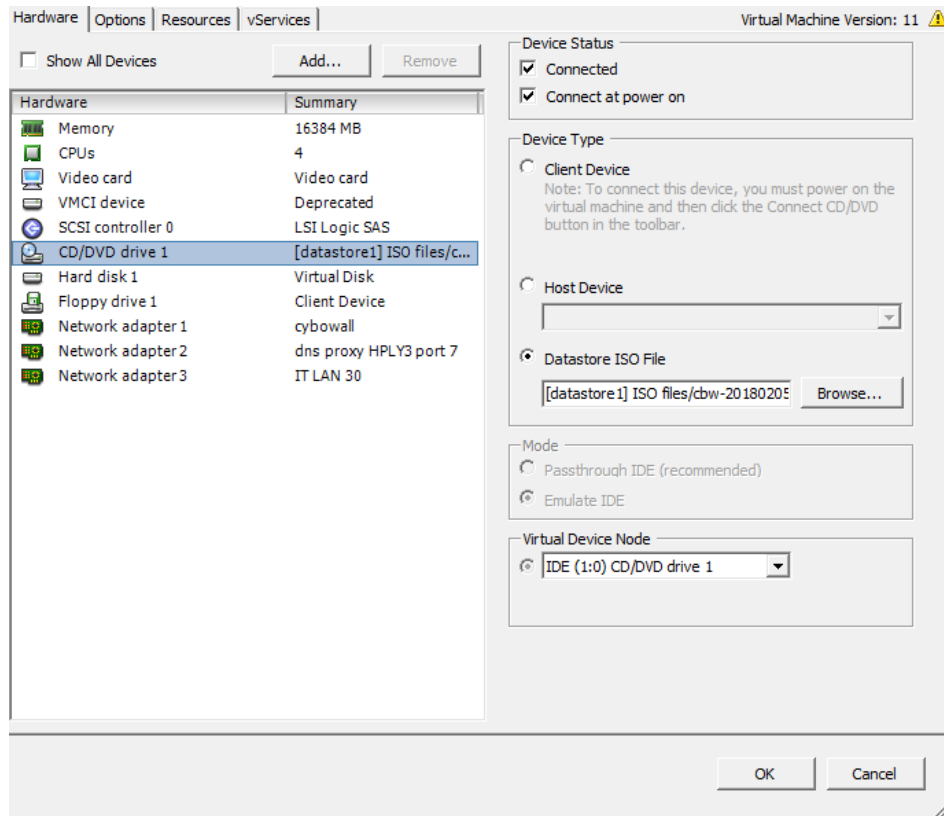 Hardware Options Resources vServices Virtual Machine Version: 11
Show All Devices Add... Remove
Hardware Summary
Memory 16384 MB
CPUs 4
Video card Video card
VMCI device Deprecated
SCSI controller 0 LSI Logic SAS
CD/DVD drive 1 [datastore1] ISO files/c...
Hard disk 1 Virtual Disk
Floppy drive 1 Client Device
Network adapter 1 cybowall
Network adapter 2 dns proxy HPLY3 port 7
Network adapter 3 IT LAN 30
Device Status
Connected
Connect at power on
Device Type
Client Device
Note: To connect this device, you must power on the
virtual machine and then click the Connect CD/DVD
button in the toolbar.
Host Device
Datastore ISO File
[datastore1] ISO files/cbw-20180205 Browse...
Mode
Passthrough IDE (recommended)
Emulate IDE
Virtual Device Node
IDE (1:0) CD/DVD drive 1
OK Cancel